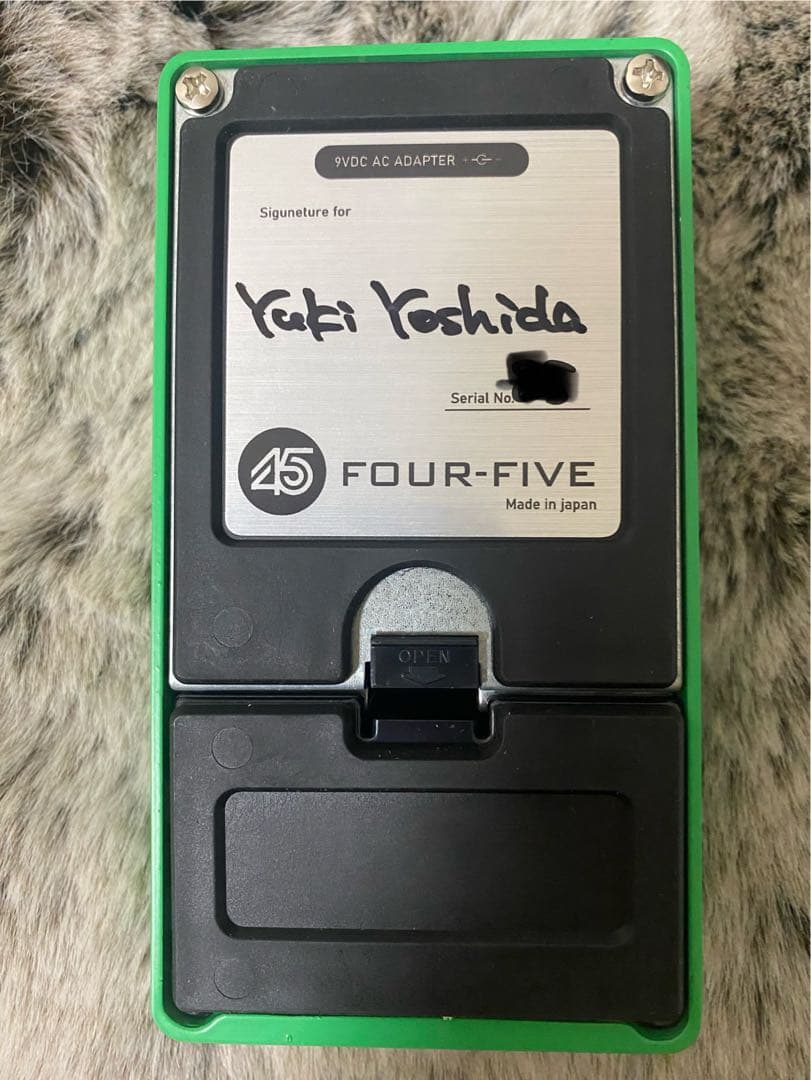 9VDC AC ADAPTER
Siguneture for
Yuki Yoshida
Serial No.
45 FOUR-FIVE
Made in japan
OPEN